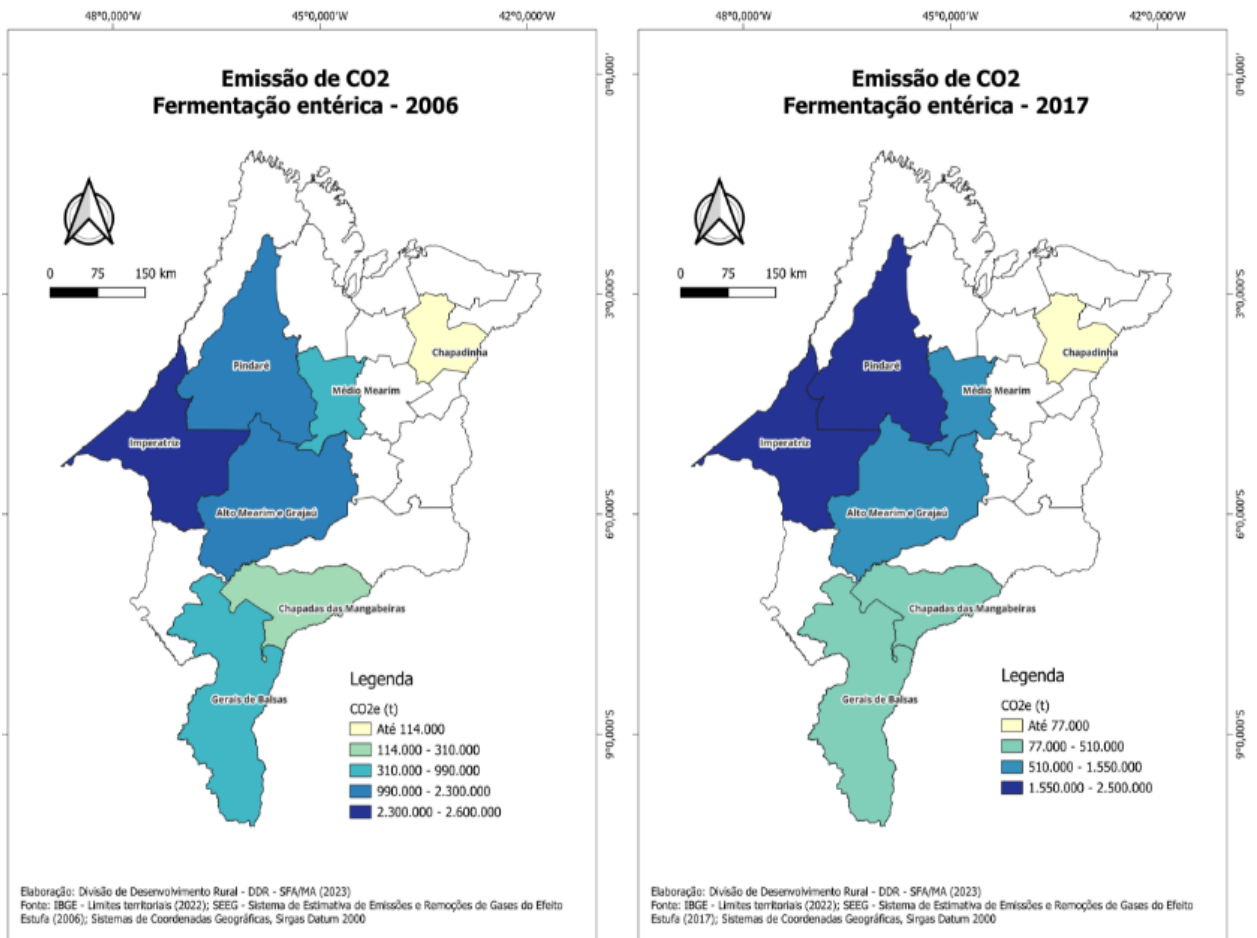 48°0,000'W
45°0,000'W
42°0,000'W
Emissão de CO2
Fermentação entérica - 2006
0 75 150 km
0°0,000'
3°0,000'S
6°0,000'S
9°0,000'S
Pindaré
Chapadinha
Médio Mearim
Imperatriz
Alto Mearim e Grajaú
Chapadas das Mangabeiras
Gerais de Balsas
Legenda
CO2e (t)
Até 114.000
114.000 - 310.000
310.000 - 990.000
990.000 - 2.300.000
2.300.000 - 2.600.000
Elaboração: Divisão de Desenvolvimento Rural - DDR - SFA/MA (2023)
Fonte: IBGE - Limites territoriais (2022); SEEG - Sistema de Estimativa de Emissões e Remoções de Gases do Efeito
Estufa (2006); Sistemas de Coordenadas Geográficas, Sirgas Datum 2000
48°0,000'W
45°0,000'W
42°0,000'W
Emissão de CO2
Fermentação entérica - 2017
0 75 150 km
0°0,000'
3°0,000'S
6°0,000'S
9°0,000'S
Pindaré
Chapadinha
Médio Mearim
Imperatriz
Alto Mearim e Grajaú
Chapadas das Mangabeiras
Gerais de Balsas
Legenda
CO2e (t)
Até 77.000
77.000 - 510.000
510.000 - 1.550.000
1.550.000 - 2.500.000
Elaboração: Divisão de Desenvolvimento Rural - DDR - SFA/MA (2023)
Fonte: IBGE - Limites territoriais (2022); SEEG - Sistema de Estimativa de Emissões e Remoções de Gases do Efeito
Estufa (2017); Sistemas de Coordenadas Geográficas, Sirgas Datum 2000